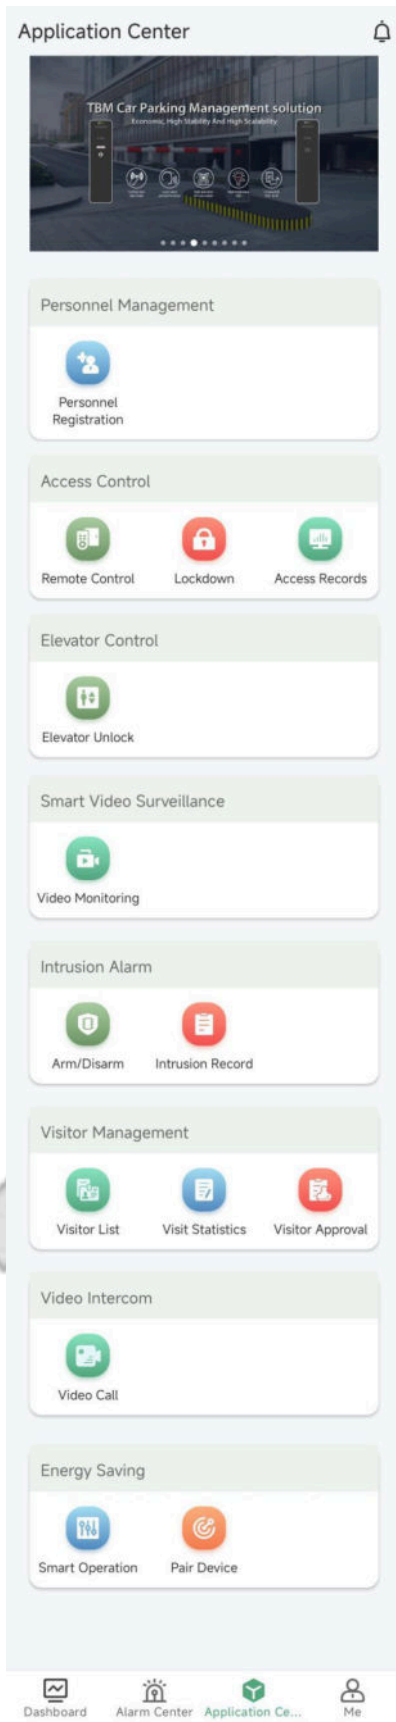 Application Center
TBM Car Parking Management solution
Economic, High Stability And High Scalability
Personnel Management
Personnel
Registration
Access Control
Remote Control
Lockdown
Access Records
Elevator Control
Elevator Unlock
Smart Video Surveillance
Video Monitoring
Intrusion Alarm
Arm/Disarm
Intrusion Record
Visitor Management
Visitor List
Visit Statistics
Visitor Approval
Video Intercom
Video Call
Energy Saving
Smart Operation
Pair Device
Dashboard
Alarm Center
Application Ce...
Me